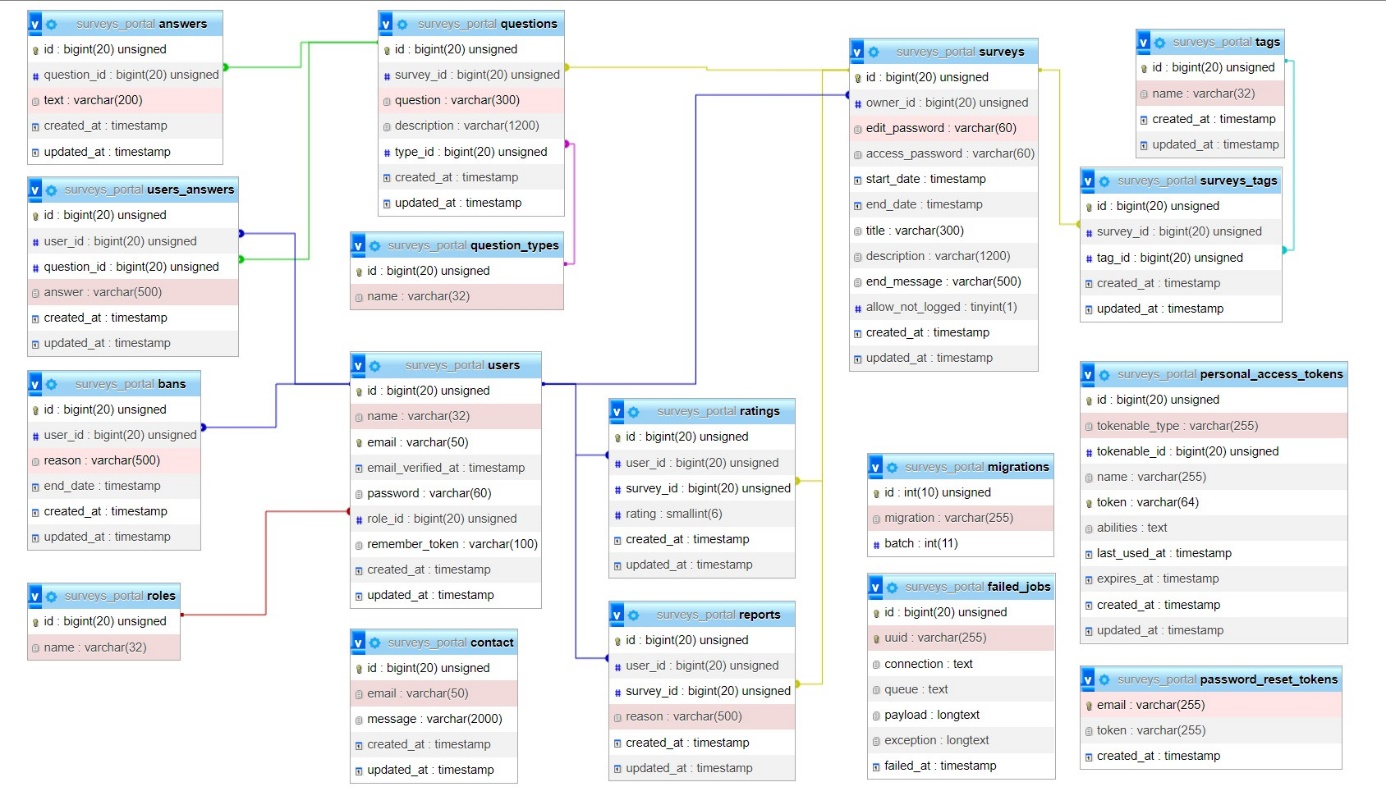 surveys_portal answers
id : bigint(20) unsigned
question_id : bigint(20) unsigned
text : varchar(200)
created_at : timestamp
updated_at : timestamp
surveys_portal users_answers
id : bigint(20) unsigned
user_id : bigint(20) unsigned
question_id : bigint(20) unsigned
answer : varchar(500)
created_at : timestamp
updated_at : timestamp
surveys_portal bans
id : bigint(20) unsigned
user_id : bigint(20) unsigned
reason : varchar(500)
end_date : timestamp
created_at : timestamp
updated_at : timestamp
surveys_portal roles
id : bigint(20) unsigned
name : varchar(32)
surveys_portal questions
id : bigint(20) unsigned
survey_id : bigint(20) unsigned
question : varchar(300)
description : varchar(1200)
type_id : bigint(20) unsigned
created_at : timestamp
updated_at : timestamp
surveys_portal question_types
id : bigint(20) unsigned
name : varchar(32)
surveys_portal users
id : bigint(20) unsigned
name : varchar(32)
email : varchar(50)
email_verified_at : timestamp
password : varchar(60)
role_id : bigint(20) unsigned
remember_token : varchar(100)
created_at : timestamp
updated_at : timestamp
surveys_portal contact
id : bigint(20) unsigned
email : varchar(50)
message : varchar(2000)
created_at : timestamp
updated_at : timestamp
surveys_portal ratings
id : bigint(20) unsigned
user_id : bigint(20) unsigned
survey_id : bigint(20) unsigned
rating : smallint(6)
created_at : timestamp
updated_at : timestamp
surveys_portal reports
id : bigint(20) unsigned
user_id : bigint(20) unsigned
survey_id : bigint(20) unsigned
reason : varchar(500)
created_at : timestamp
updated_at : timestamp
surveys_portal surveys
id : bigint(20) unsigned
owner_id : bigint(20) unsigned
edit_password : varchar(60)
access_password : varchar(60)
start_date : timestamp
end_date : timestamp
title : varchar(300)
description : varchar(1200)
end_message : varchar(500)
allow_not_logged : tinyint(1)
created_at : timestamp
updated_at : timestamp
surveys_portal migrations
id : int(10) unsigned
migration : varchar(255)
batch : int(11)
surveys_portal failed_jobs
id : bigint(20) unsigned
uuid : varchar(255)
connection : text
queue : text
payload : longtext
exception : longtext
failed_at : timestamp
surveys_portal tags
id : bigint(20) unsigned
name : varchar(32)
created_at : timestamp
updated_at : timestamp
surveys_portal surveys_tags
id : bigint(20) unsigned
survey_id : bigint(20) unsigned
tag_id : bigint(20) unsigned
created_at : timestamp
updated_at : timestamp
surveys_portal personal_access_tokens
id : bigint(20) unsigned
tokenable_type : varchar(255)
tokenable_id : bigint(20) unsigned
name : varchar(255)
token : varchar(64)
abilities : text
last_used_at : timestamp
expires_at : timestamp
created_at : timestamp
updated_at : timestamp
surveys_portal password_reset_tokens
email : varchar(255)
token : varchar(255)
created_at : timestamp